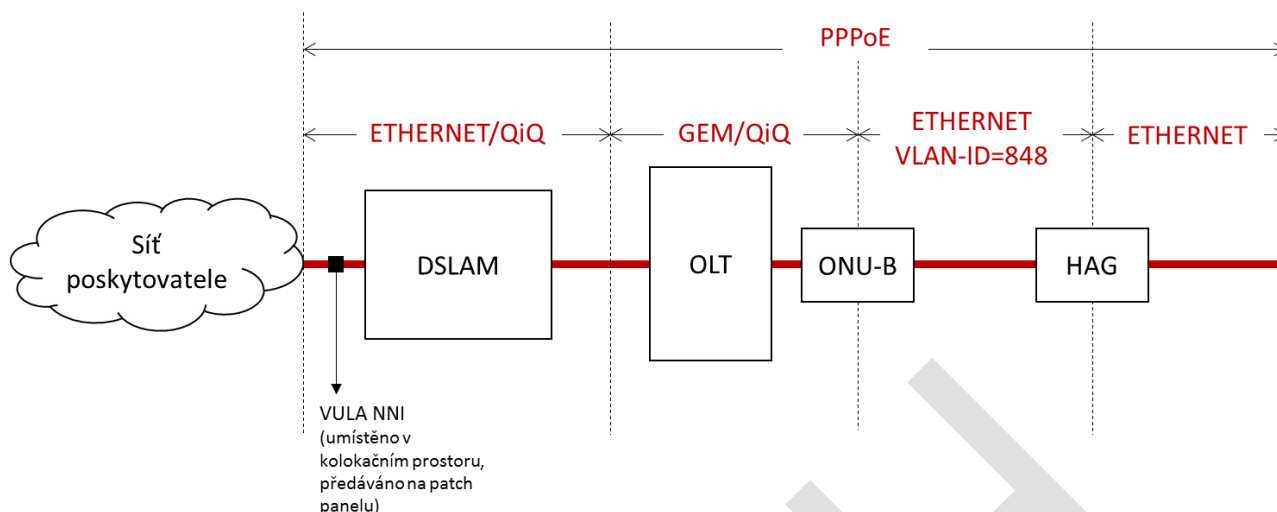 PPPoE
ETHERNET/QiQ
GEM/QiQ
ETHERNET
VLAN-ID=848
ETHERNET
Síť
poskytovatele
DSLAM
OLT
ONU-B
HAG
VULA NNI
(umístěno v
kolokačním prostoru,
předáváno na patch
panelu)